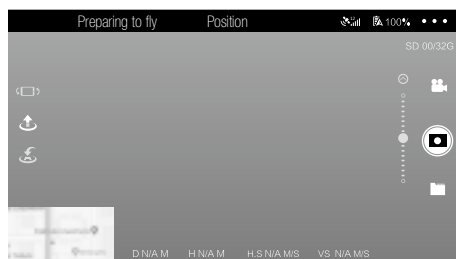 Preparing to fly Position 100% • • •
SD 00/32G
D N/A M H N/A M H.S N/A M/S VS N/A M/S